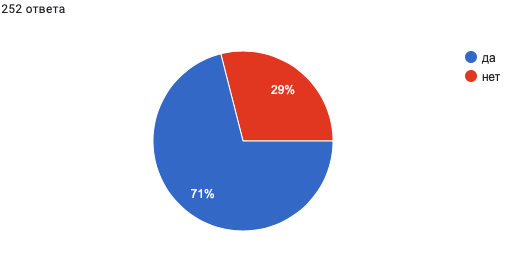 252 ответа
да
нет
29%
71%